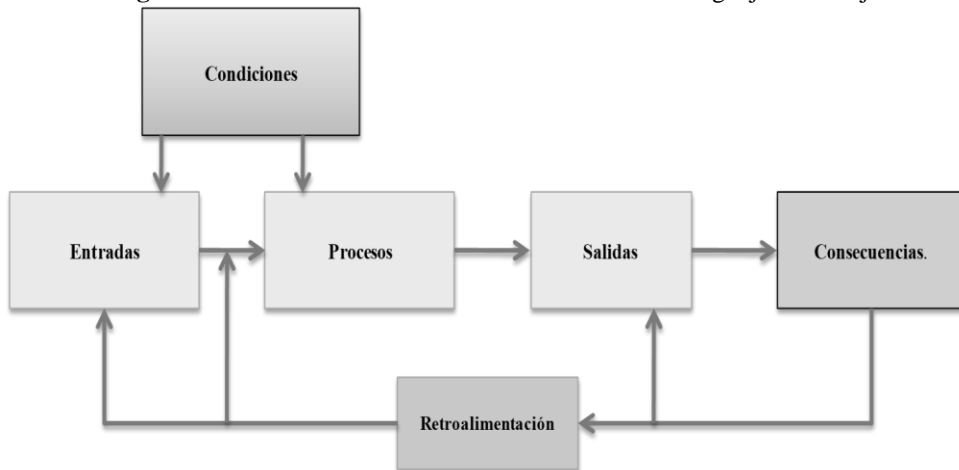 Condiciones
Entradas
Procesos
Salidas
Consecuencias.
Retroalimentación